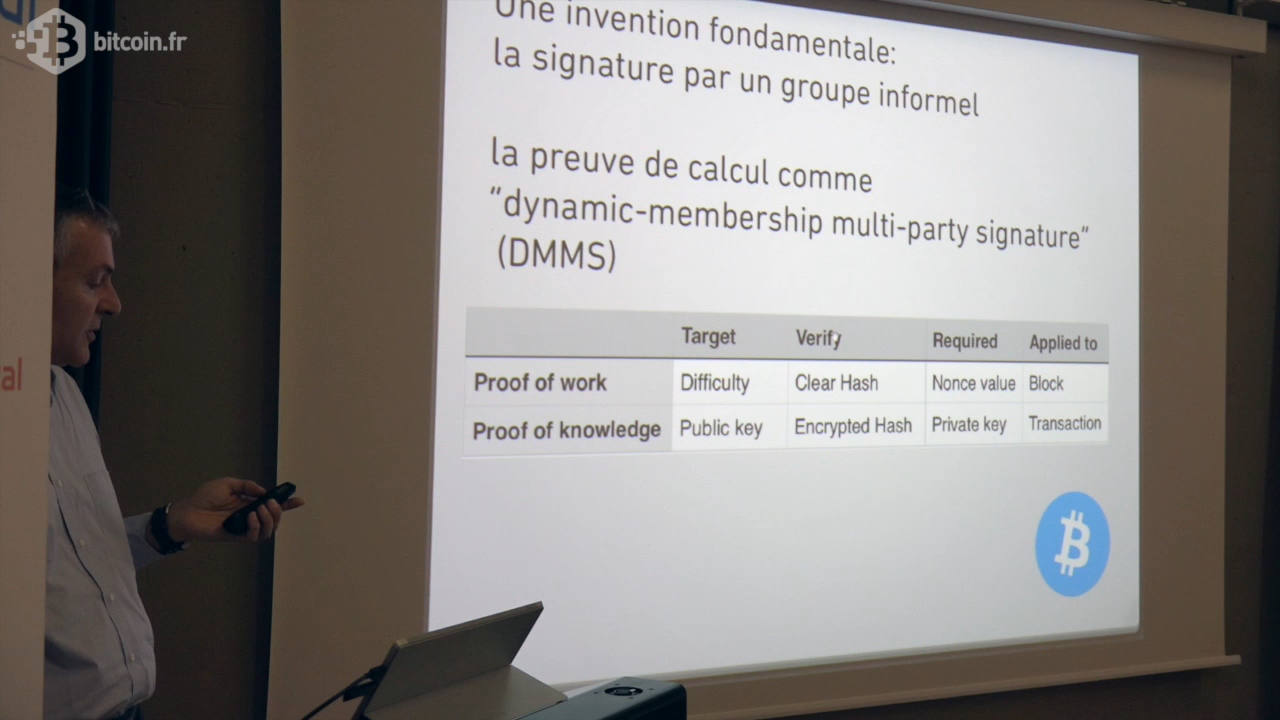 bitcoin.fr
al
Une invention fondamentale:
la signature par un groupe informel
la preuve de calcul comme
"dynamic-membership multi-party signature"
(DMMS)
Target Verify Required Applied to
Proof of work Difficulty Clear Hash Nonce value Block
Proof of knowledge Public key Encrypted Hash Private key Transaction